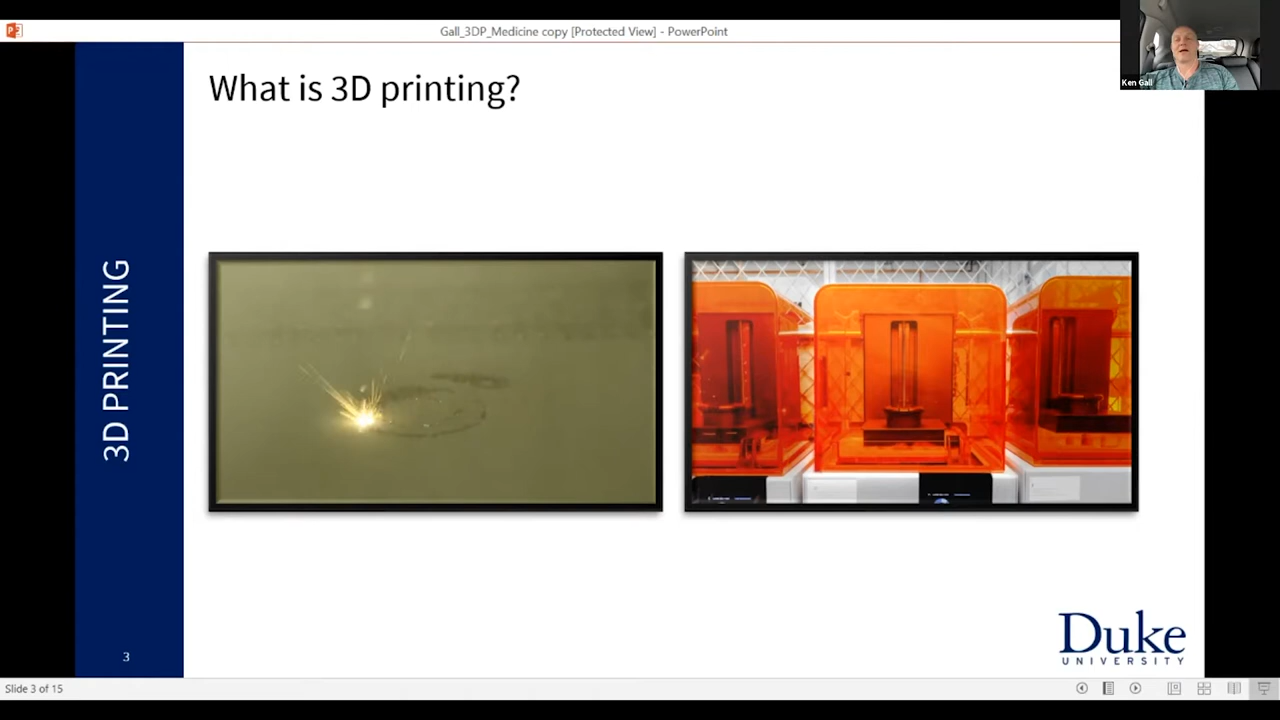 Gall_3DP_Medicine copy [Protected View] - PowerPoint
Ken Gall
What is 3D printing?
3D PRINTING
3
Duke
UNIVERSITY
Slide 3 of 15